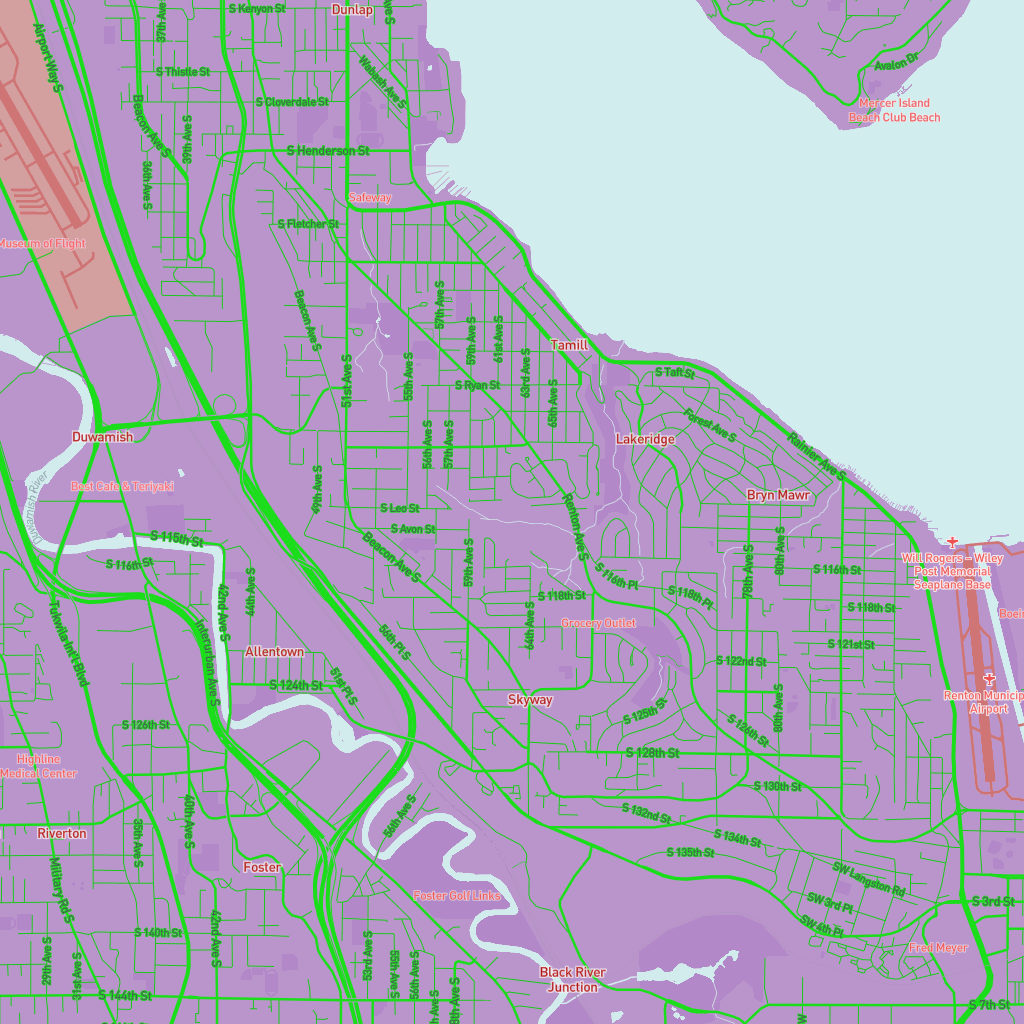 Dunlap
S Kenyon St
37th Ave S
Airport Way S
Ave S
Avalon Dr
S Thistle St
Wabash Ave S
S Cloverdale St
Mercer Island
Beach Club Beach
Beacon Ave S
39th Ave S
S Henderson St
36th Ave S
Safeway
S Fletcher St
Museum of Flight
Beacon Ave S
57th Ave S
59th Ave S
61st Ave S
Tamill
63rd Ave S
51st Ave S
55th Ave S
S Ryan St
65th Ave S
S Taft St
Forest Ave S
Rainier Ave S
Duwamish
56th Ave S
57th Ave S
Lakeridge
Best Cafe & Teriyaki
Duwamish River
49th Ave S
Bryn Mawr
S Leo St
S Avon St
Renton Ave S
S 115th St
Beacon Ave S
59th Ave S
78th Ave S
80th Ave S
Will Rogers – Wiley
Post Memorial
Seaplane Base
S 116th St
S 116th St
S 116th Pl
42nd Ave S
44th Ave S
S 118th St
S 118th Pl
S 118th St
Boein
Tukwila Int'l Blvd
Interurban Ave S
Grocery Outlet
64th Ave S
56th Pl S
S 121st St
Allentown
S 122nd St
51st Pl S
S 124th St
Skyway
80th Ave S
Renton Municip
Airport
S 125th St
S 126th St
S 126th St
S 128th St
Highline
Medical Center
S 130th St
40th Ave S
56th Ave S
S 132nd St
Riverton
35th Ave S
S 134th St
S 135th St
Foster
Military Rd S
SW Langston Rd
Foster Golf Links
SW 3rd Pl
S 3rd St
SW 4th Pl
S 140th St
42nd Ave S
Fred Meyer
29th Ave S
31st Ave S
53rd Ave S
55th Ave S
56th Ave S
Black River
Junction
S 144th St
S 7th St